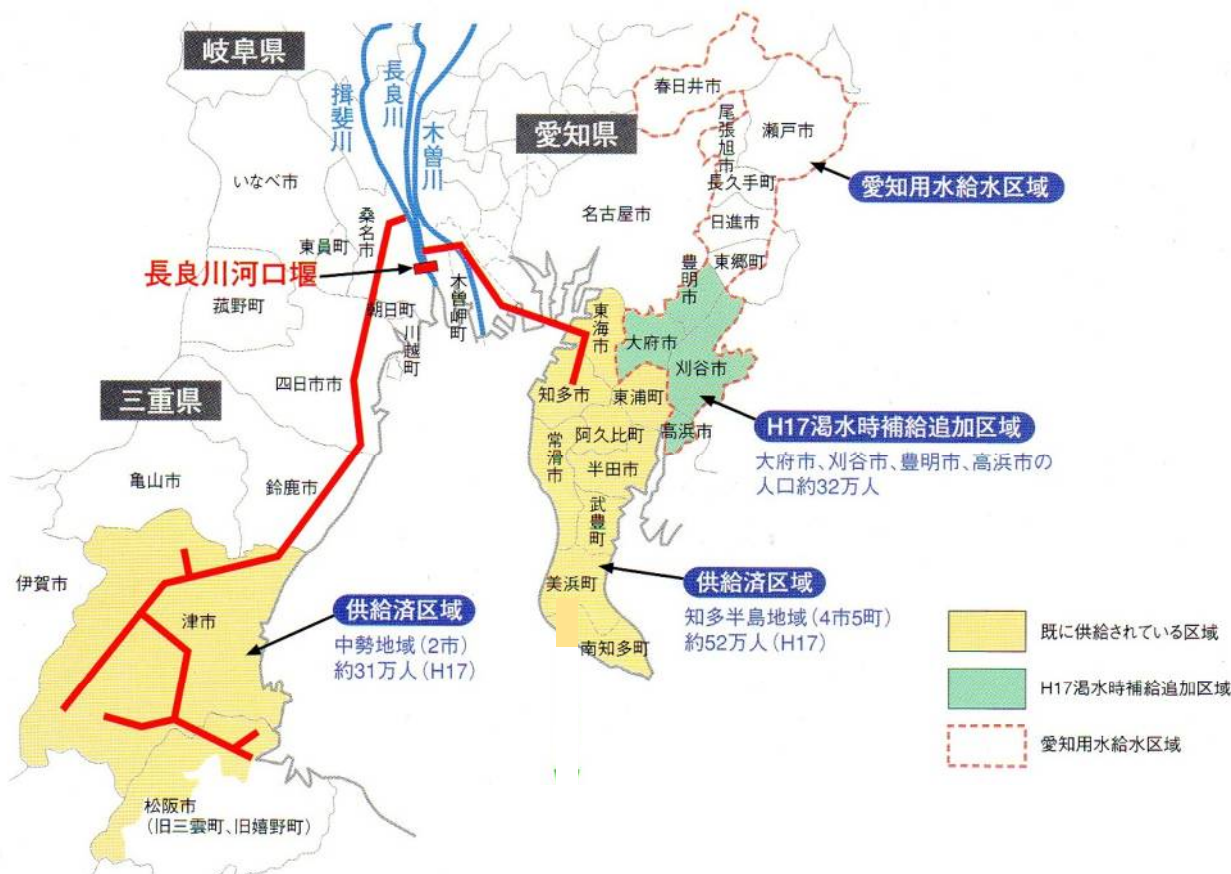 岐阜県
長良川
揖斐川
木曽川
愛知県
春日井市
尾張旭市
瀬戸市
長久手町
愛知用水給水区域
いなべ市
桑名市
名古屋市
日進市
東員町
豊明市
東郷町
長良川河口堰
木曽岬町
菰野町
朝日町
川越町
東海市
大府市
刈谷市
四日市市
知多市
東浦町
三重県
高浜市
H17渇水時補給追加区域
大府市、刈谷市、豊明市、高浜市の
人口約32万人
阿久比町
常滑市
半田市
亀山市
鈴鹿市
武豊町
伊賀市
美浜町
供給済区域
知多半島地域(4市5町)
約52万人(H17)
津市
供給済区域
中勢地域(2市)
約31万人(H17)
南知多町
既に供給されている区域
H17渇水時補給追加区域
愛知用水給水区域
松阪市
(旧三雲町、旧嬉野町)